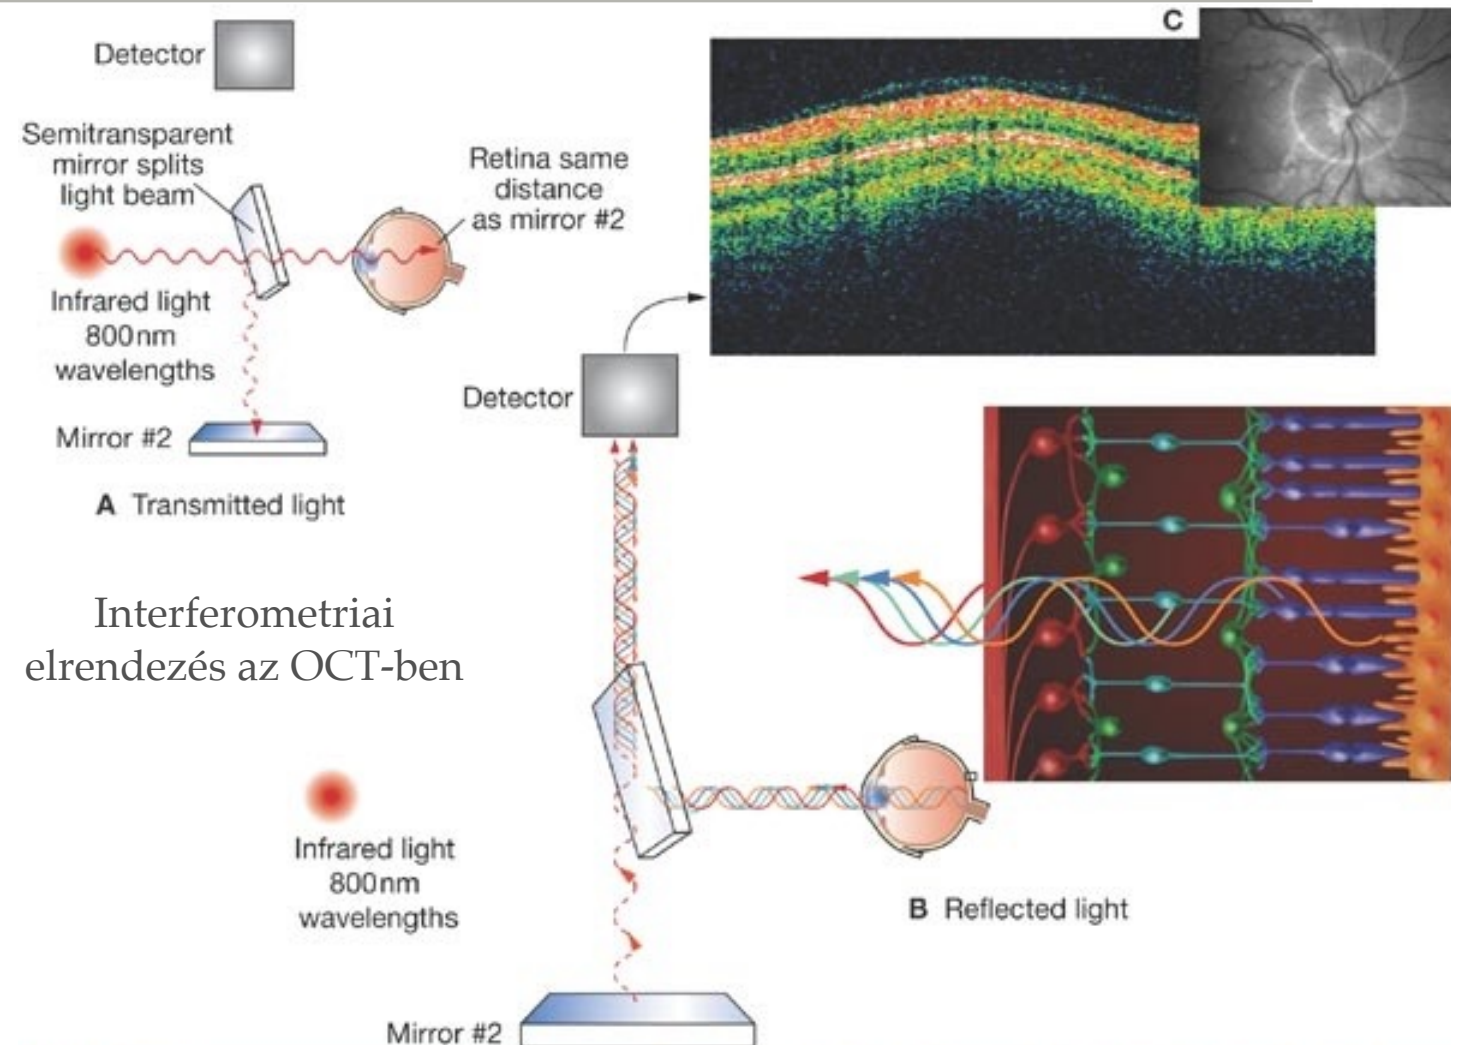 Detector
Semitransparent
mirror splits
light beam
Retina same
distance
as mirror #2
Infrared light
800nm
wavelengths
Mirror #2
A Transmitted light
C
Detector
Interferometriai
elrendezés az OCT-ben
Infrared light
800nm
wavelengths
B Reflected light
Mirror #2